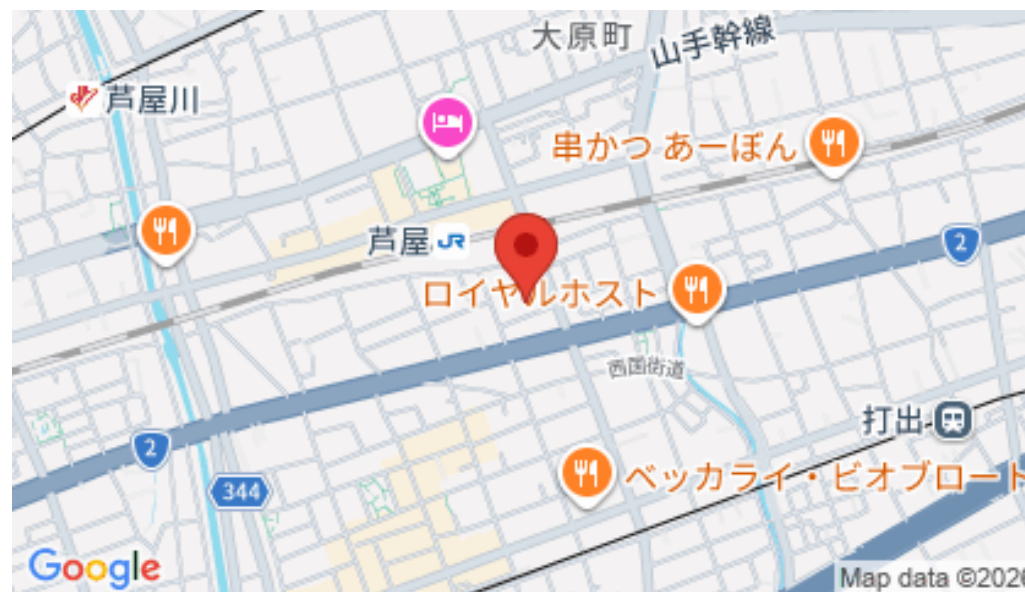 大原町
山手幹線
芦屋川
串かつ あーぼん
2
芦屋
JR
ロイヤルホスト
西国街道
打出
2
344
ベッカライ・ビオブロート
Google
Map data ©2026